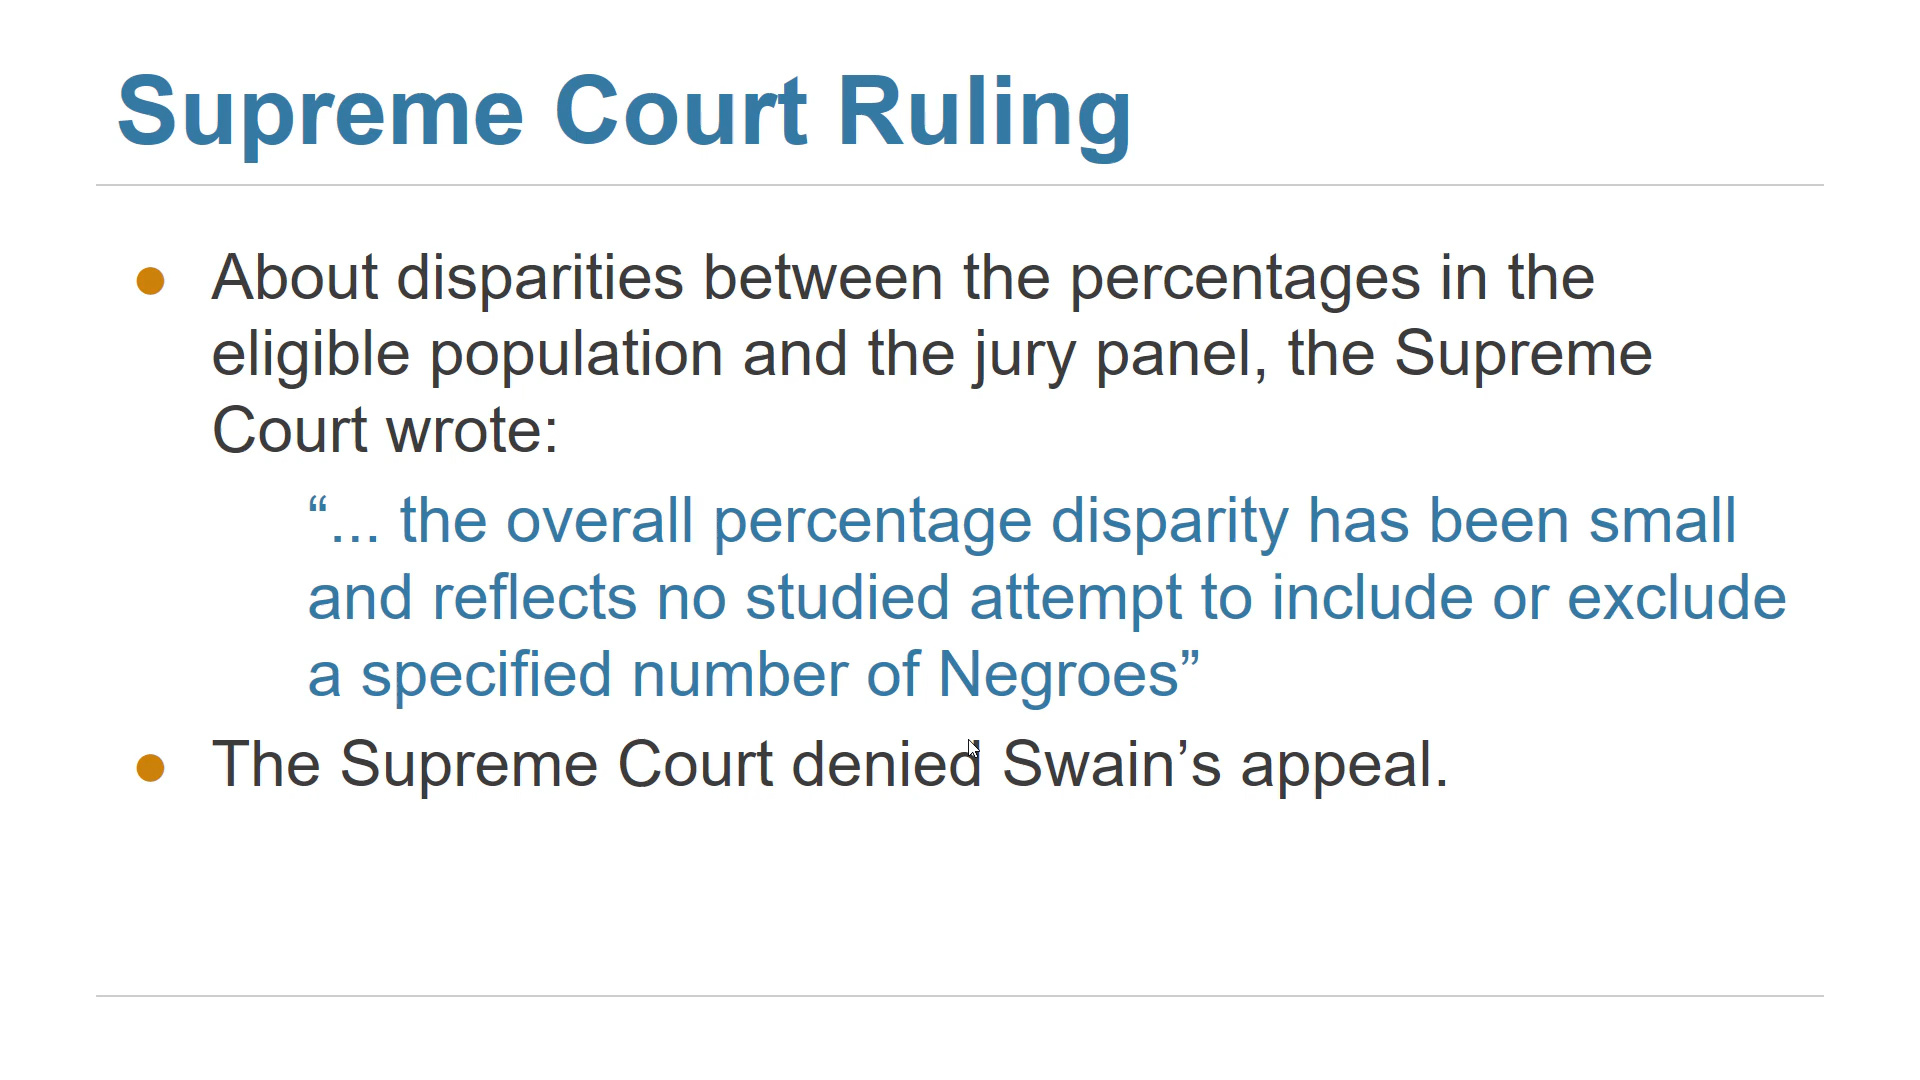 Supreme Court Ruling
● About disparities between the percentages in the
eligible population and the jury panel, the Supreme
Court wrote:
“... the overall percentage disparity has been small
and reflects no studied attempt to include or exclude
a specified number of Negroes”
● The Supreme Court denied Swain’s appeal.